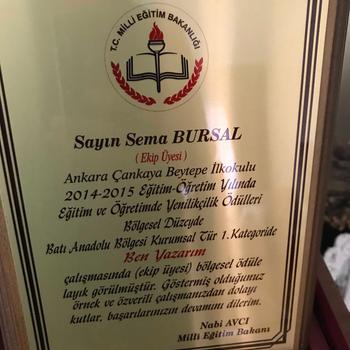 T.C. MİLLİ EĞİTİM BAKANLIĞI
Sayın Sema BURSAL
( Ekip Üyesi )
Ankara Çankaya Beytepe İlkokulu
2014-2015 Eğitim-Öğretim Yılında
Eğitim ve Öğretimde Yenilikçilik Ödülleri
Bölgesel Düzeyde
Batı Anadolu Bölgesi Kurumsal Tür 1.Kategoride
Ben Yazarım
çalışmasında (ekip üyesi) bölgesel ödüle
layık görülmüştür. Göstermiş olduğunuz
örnek ve özverili çalışmanızdan dolayı
kutlar, başarılarınızın devamını dilerim.
Nabi AVCI
Milli Eğitim Bakanı